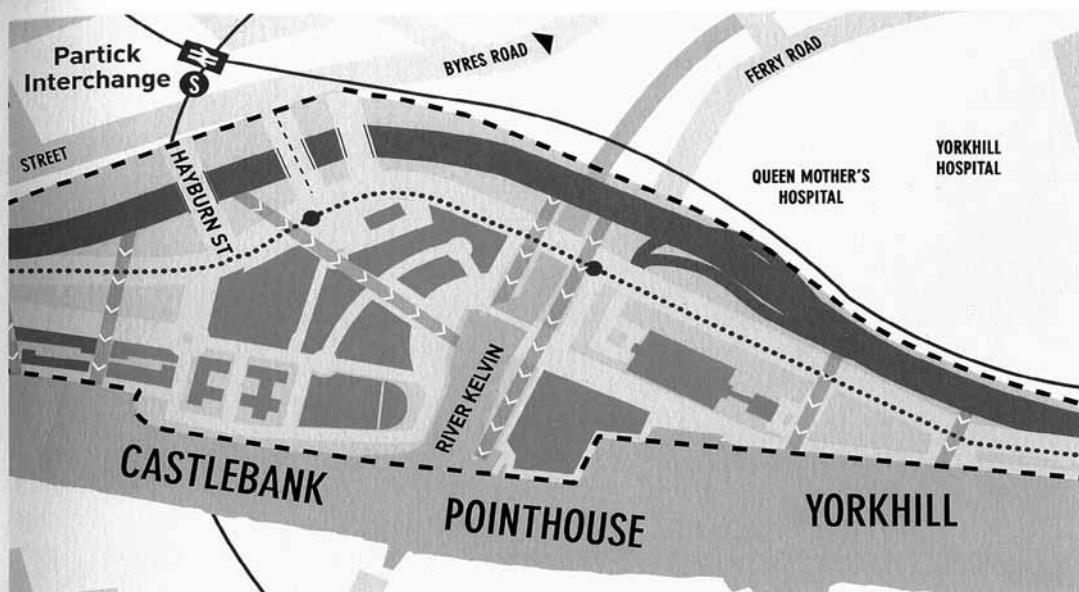 Partick
Interchange
S
BYRES ROAD
FERRY ROAD
STREET
HAYBURN ST
QUEEN MOTHER'S
HOSPITAL
YORKHILL
HOSPITAL
RIVER KELVIN
CASTLEBANK
POINTHOUSE
YORKHILL